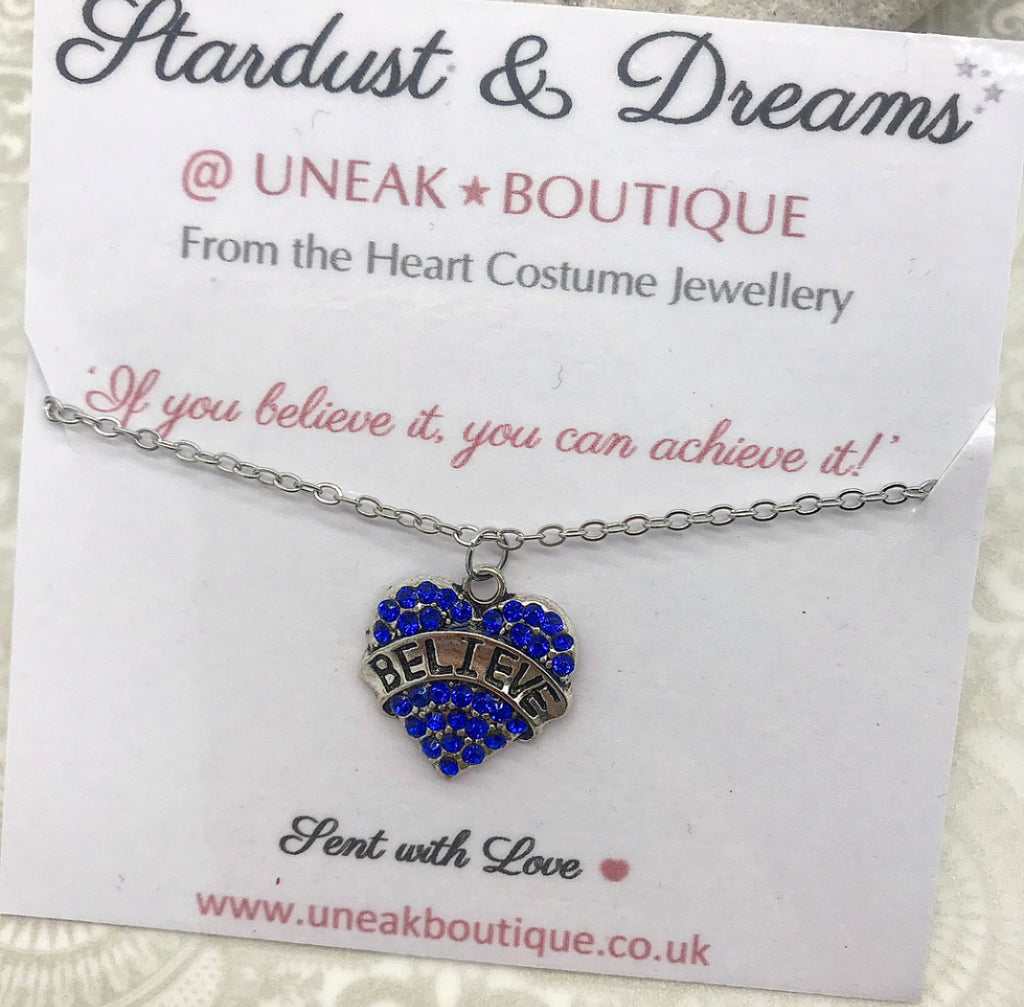 Stardust & Dreams
@ UNEAK★BOUTIQUE
From the Heart Costume Jewellery
'If you believe it, you can achieve it!'
BELIEVE
Sent with Love
www.uneakboutique.co.uk